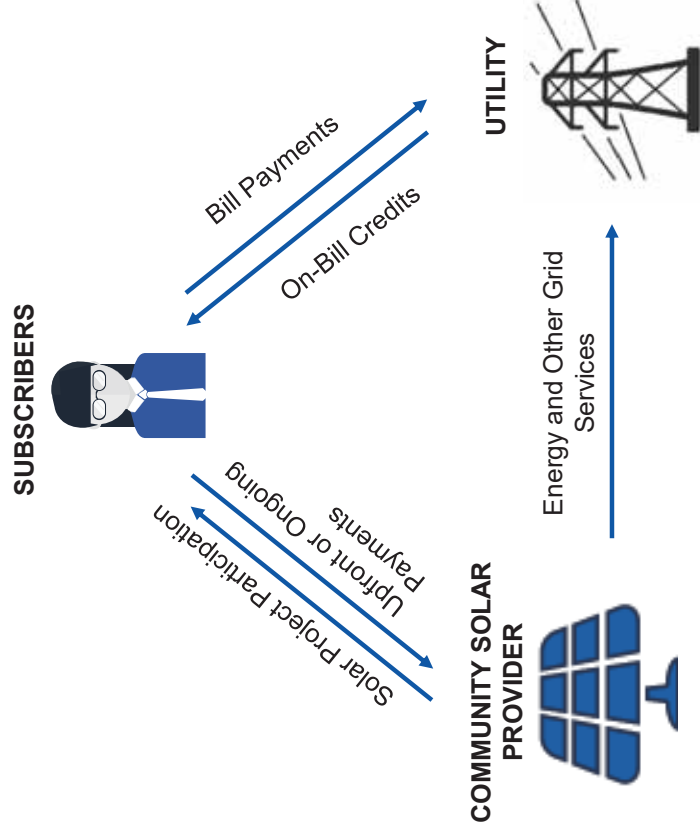 SUBSCRIBERS
Solar Project Participation
Upfront or Ongoing
Payments
Bill Payments
On-Bill Credits
COMMUNITY SOLAR
PROVIDER
Energy and Other Grid
Services
UTILITY